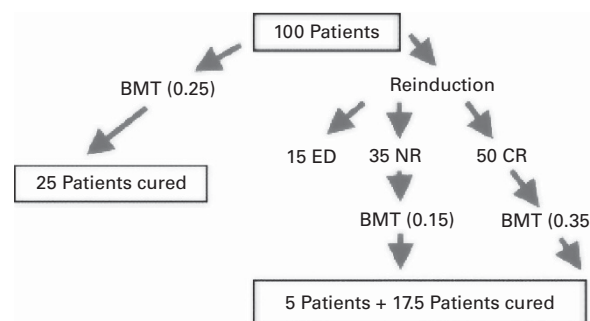 100 Patients
BMT (0.25)
Reinduction
15 ED 35 NR 50 CR
25 Patients cured
BMT (0.15) BMT (0.35
5 Patients + 17.5 Patients cured